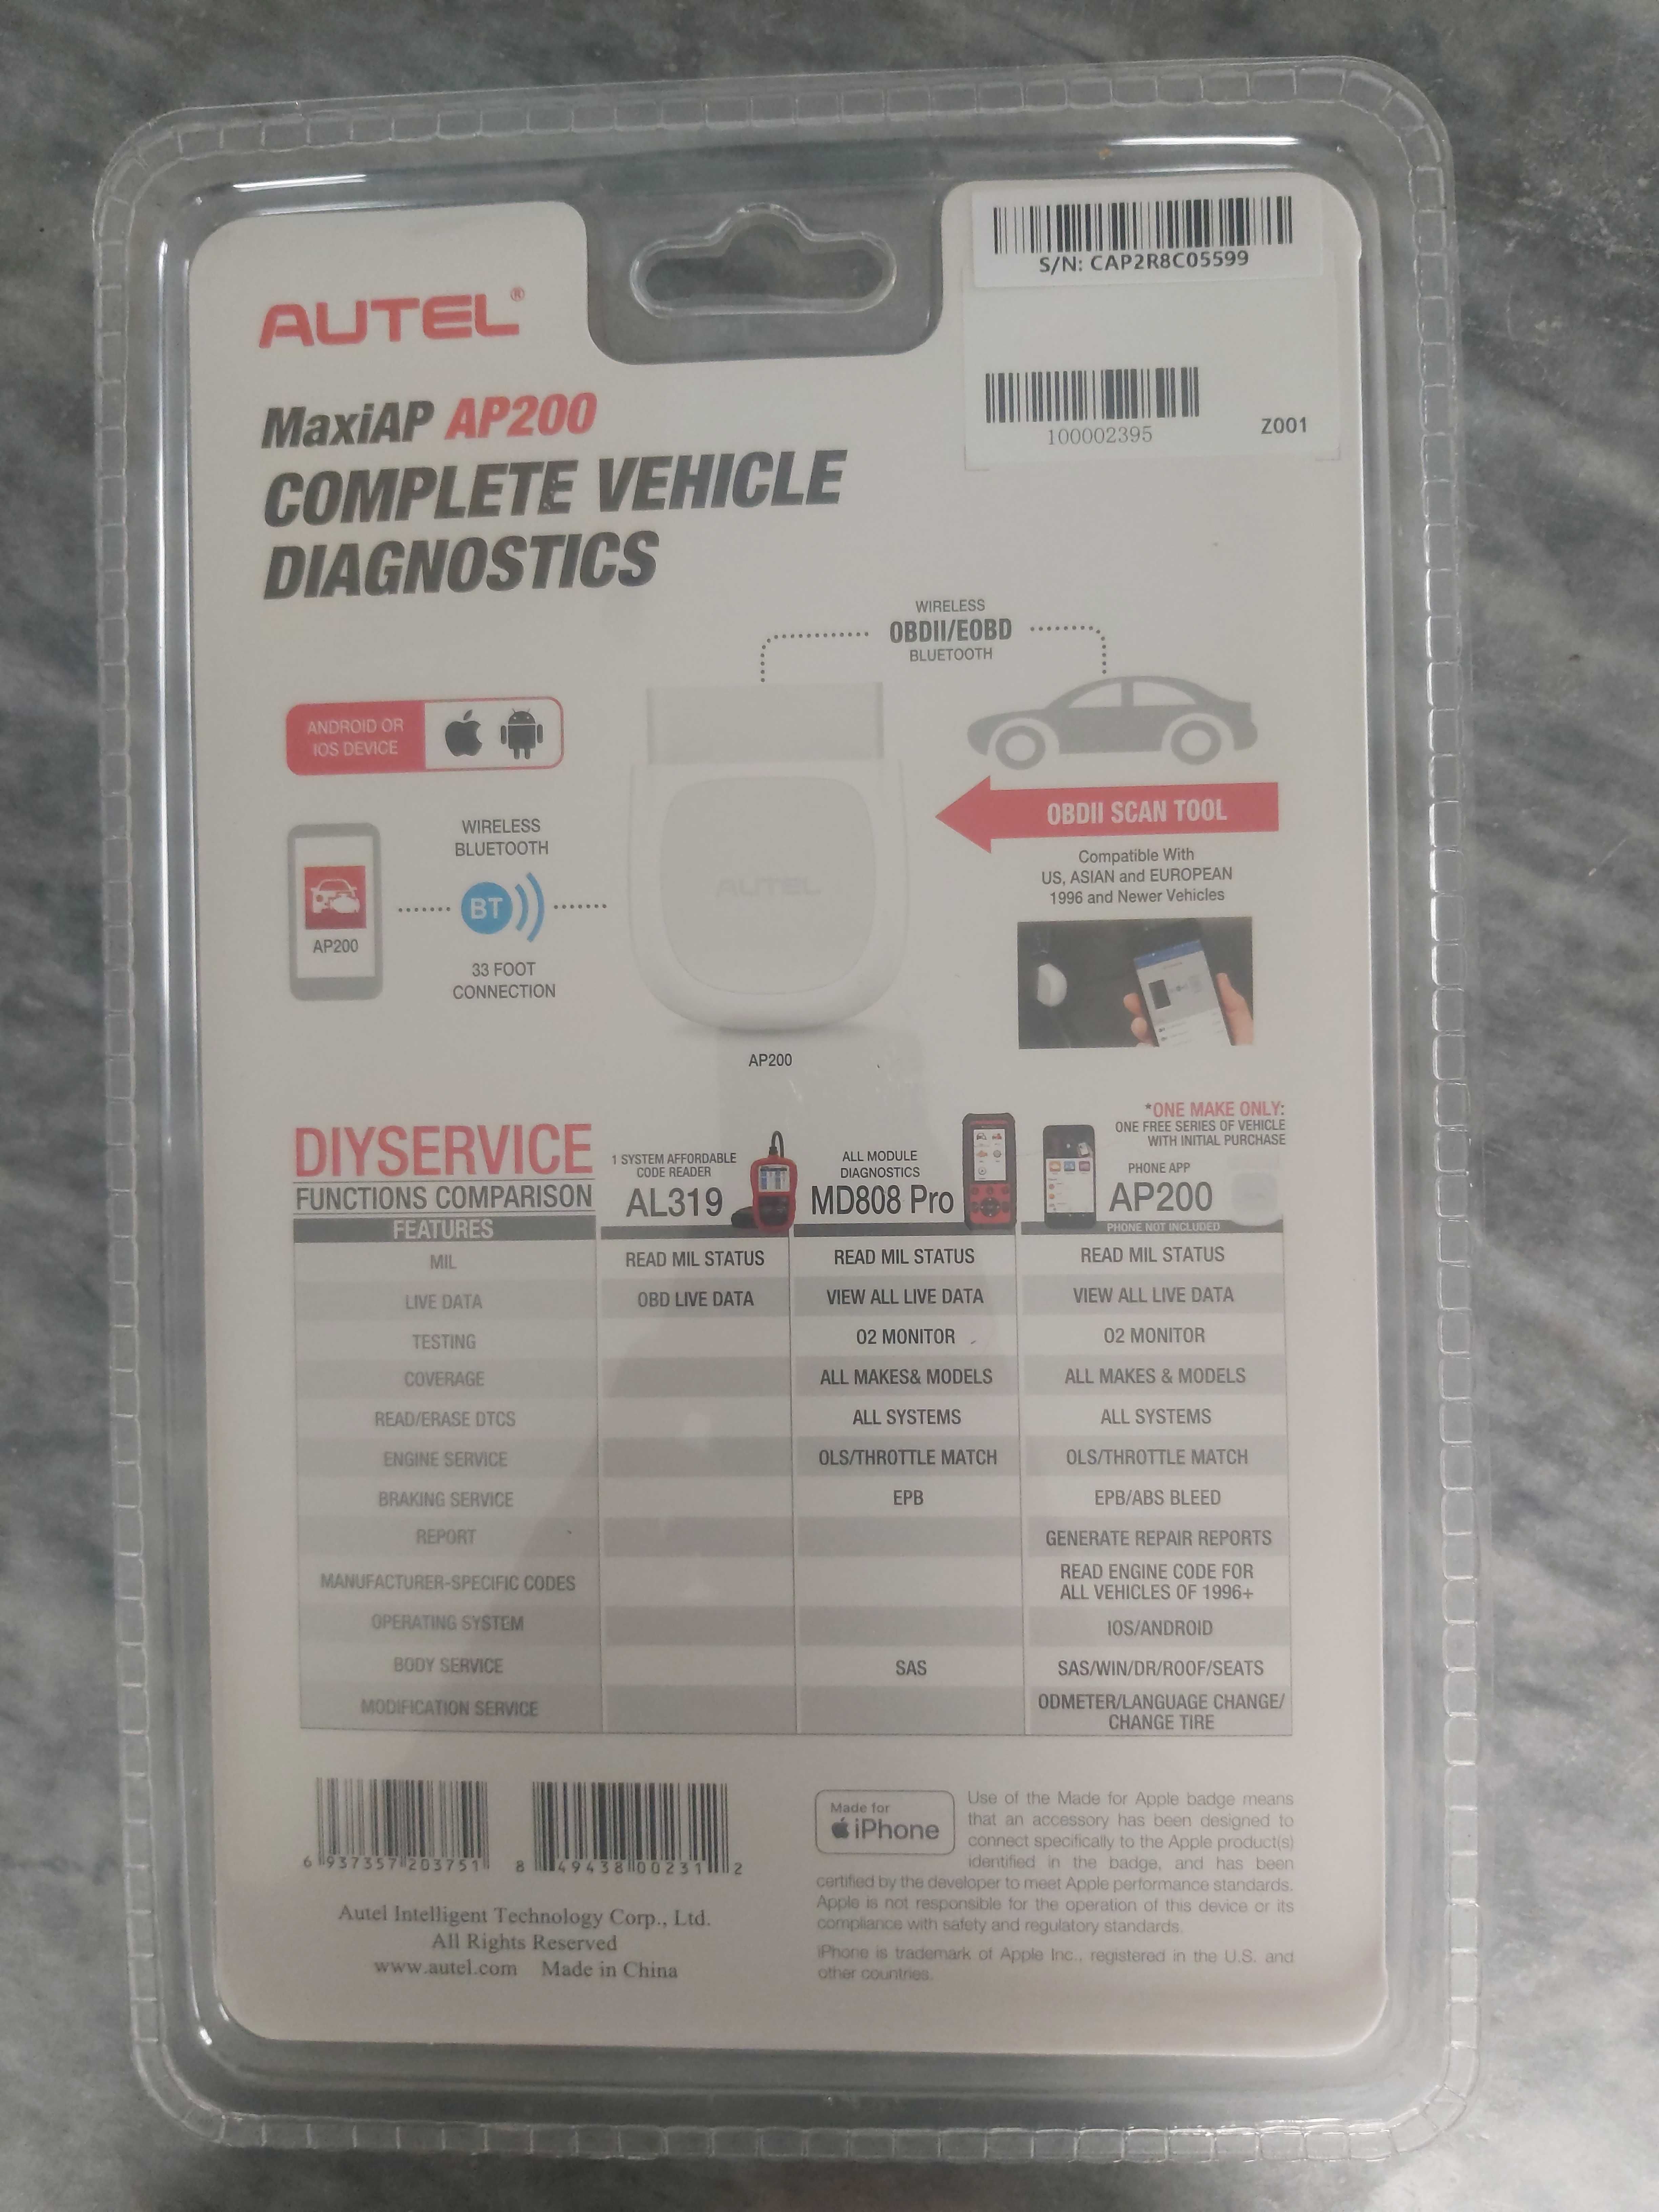 S/N: CAP2R8C05599
100002395
Z001
AUTEL®
MaxiAP AP200
COMPLETE VEHICLE
DIAGNOSTICS
WIRELESS
OBDII/EOBD
BLUETOOTH
ANDROID OR
IOS DEVICE
WIRELESS
BLUETOOTH
BT
33 FOOT
CONNECTION
AP200
AUTEL
AP200
OBDII SCAN TOOL
Compatible With
US, ASIAN and EUROPEAN
1996 and Newer Vehicles
*ONE MAKE ONLY:
ONE FREE SERIES OF VEHICLE
WITH INITIAL PURCHASE
DIYSERVICE
FUNCTIONS COMPARISON
1 SYSTEM AFFORDABLE
CODE READER
AL319
ALL MODULE
DIAGNOSTICS
MD808 Pro
PHONE APP
AP200
PHONE NOT INCLUDED
FEATURES
MIL READ MIL STATUS READ MIL STATUS READ MIL STATUS
LIVE DATA OBD LIVE DATA VIEW ALL LIVE DATA VIEW ALL LIVE DATA
TESTING O2 MONITOR O2 MONITOR
COVERAGE ALL MAKES& MODELS ALL MAKES & MODELS
READ/ERASE DTCS ALL SYSTEMS ALL SYSTEMS
ENGINE SERVICE OLS/THROTTLE MATCH OLS/THROTTLE MATCH
BRAKING SERVICE EPB EPB/ABS BLEED
REPORT GENERATE REPAIR REPORTS
MANUFACTURER-SPECIFIC CODES READ ENGINE CODE FOR
ALL VEHICLES OF 1996+
OPERATING SYSTEM IOS/ANDROID
BODY SERVICE SAS SAS/WIN/DR/ROOF/SEATS
MODIFICATION SERVICE ODMETER/LANGUAGE CHANGE/
CHANGE TIRE
6 937357 203751
8 49438 00231 2
Autel Intelligent Technology Corp., Ltd.
All Rights Reserved
www.autel.com Made in China
Made for
iPhone
Use of the Made for Apple badge means
that an accessory has been designed to
connect specifically to the Apple product(s)
identified in the badge, and has been
certified by the developer to meet Apple performance standards.
Apple is not responsible for the operation of this device or its
compliance with safety and regulatory standards.
iPhone is trademark of Apple Inc., registered in the U.S. and
other countries.